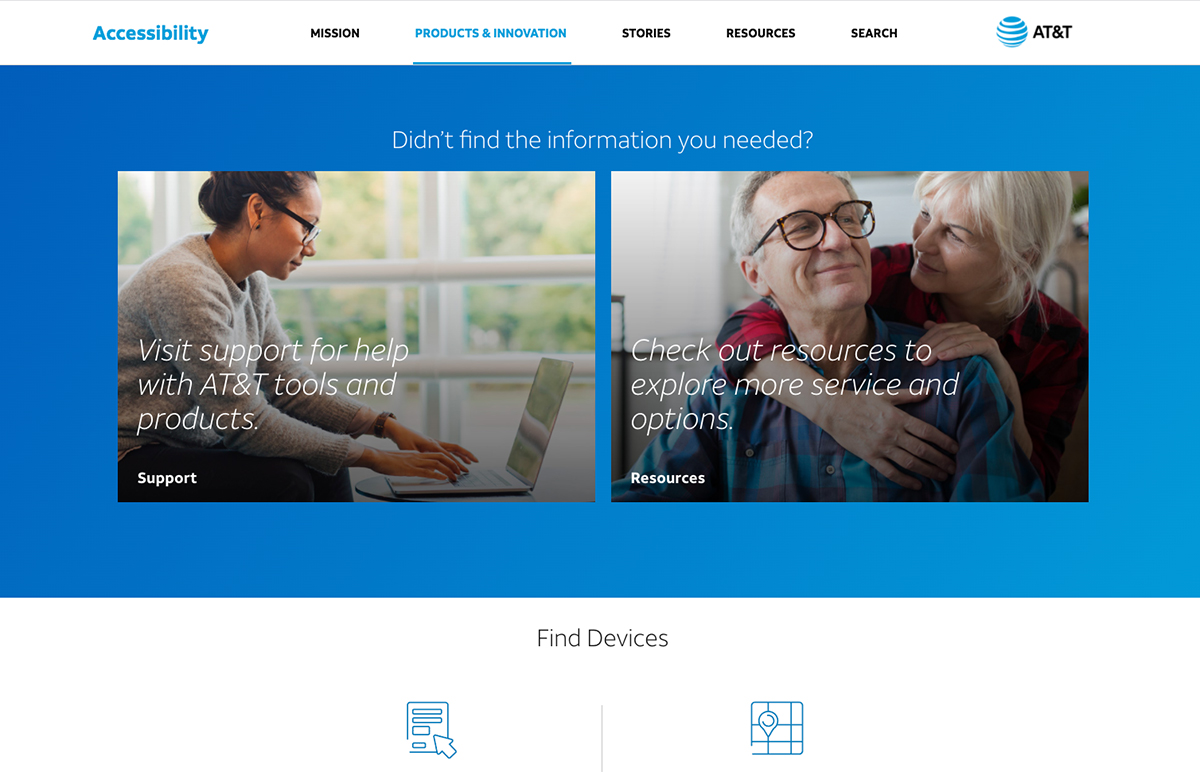 Accessibility
MISSION
PRODUCTS & INNOVATION
STORIES
RESOURCES
SEARCH
AT&T
Didn’t find the information you needed?
Visit support for help
with AT&T tools and
products.
Support
Check out resources to
explore more service and
options.
Resources
Find Devices